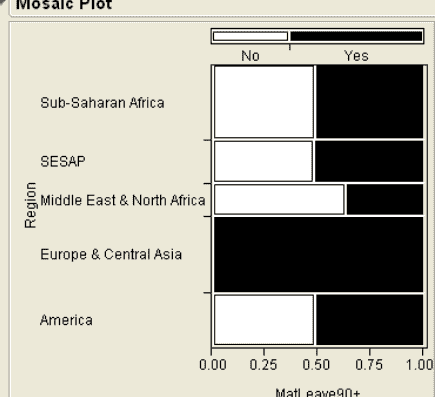 Mosaic Plot
No Yes
Sub-Saharan Africa
SESAP
Middle East & North Africa
Region
Europe & Central Asia
America
0.00 0.25 0.50 0.75 1.00
MatLeave90+